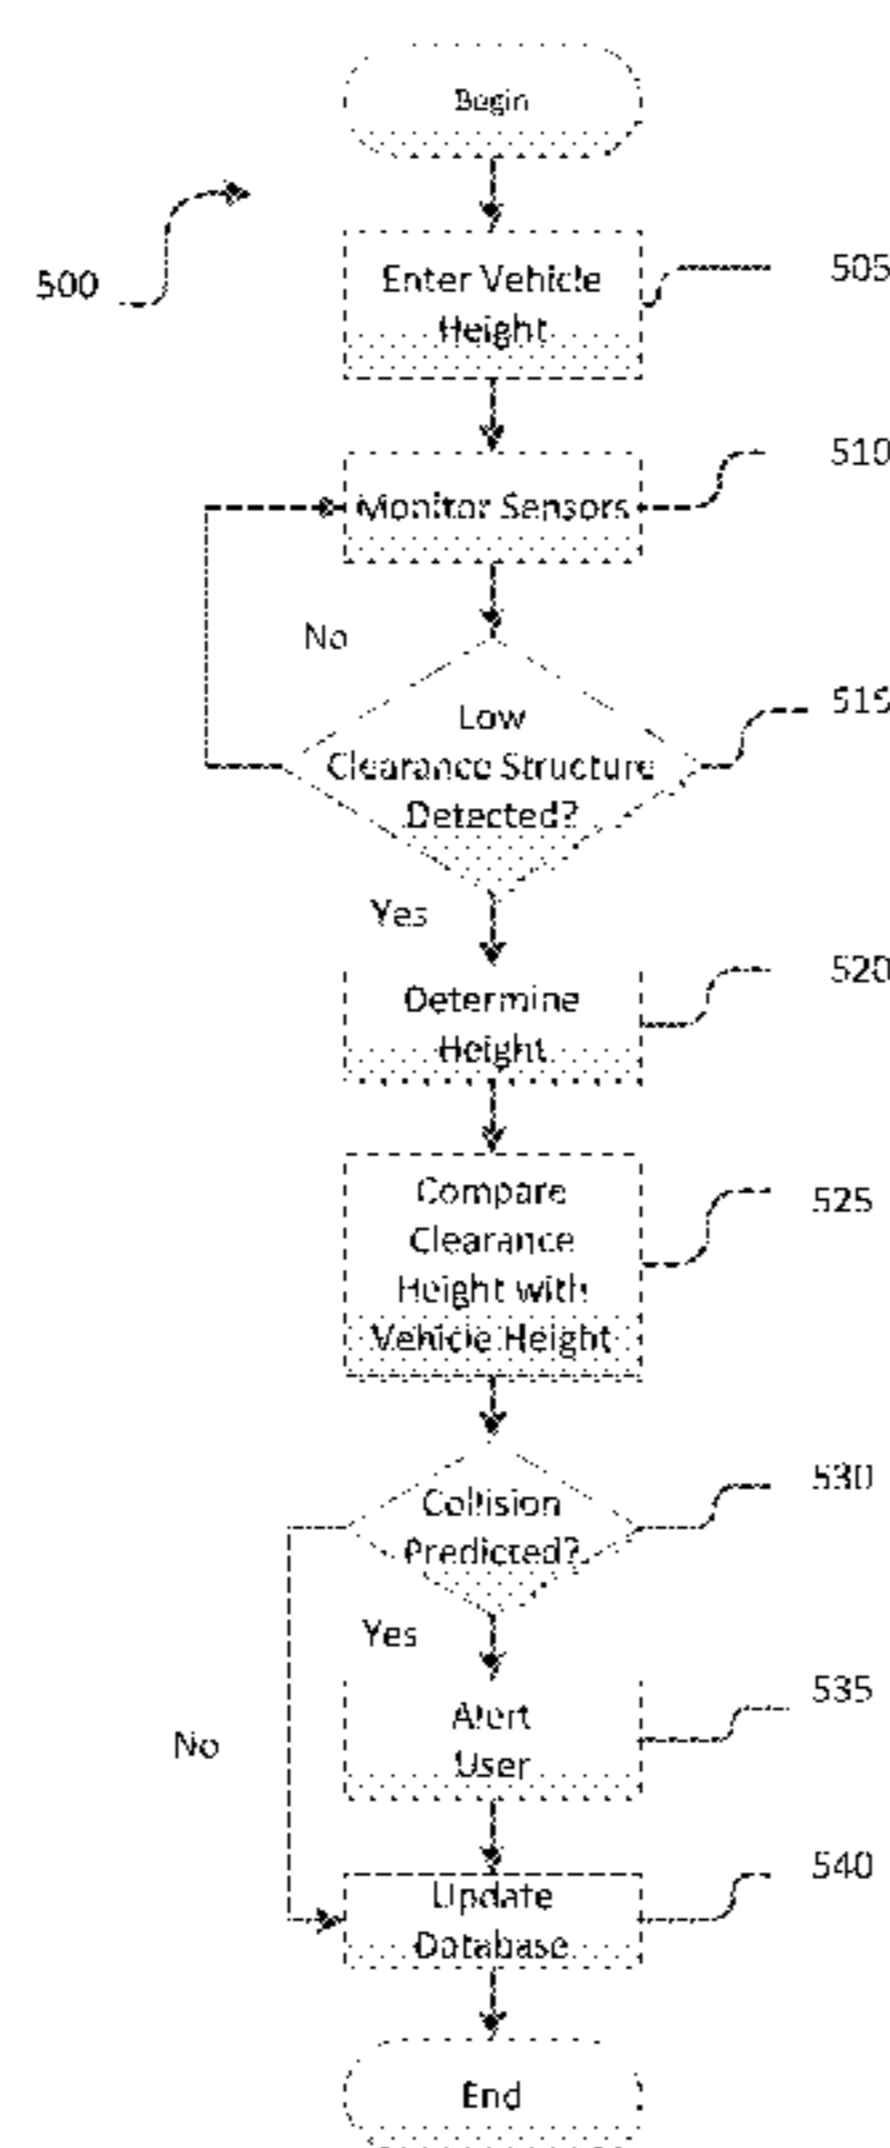 Begin
500
Enter Vehicle
Height
505
Monitor Sensors
510
No
Low
Clearance Structure
Detected?
515
Yes
Determine
Height
520
Compare
Clearance
Height with
Vehicle Height
525
Collision
Predicted?
530
Yes
Alert
User
535
No
Update
Database
540
End